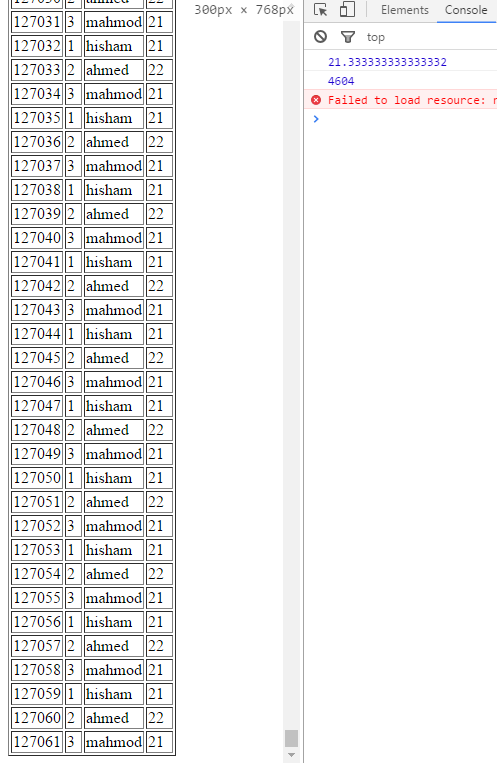 300px × 768px
Elements Console
top
21.333333333333332
4604
Failed to load resource:
127031 3 mahmod 21
127032 1 hisham 21
127033 2 ahmed 22
127034 3 mahmod 21
127035 1 hisham 21
127036 2 ahmed 22
127037 3 mahmod 21
127038 1 hisham 21
127039 2 ahmed 22
127040 3 mahmod 21
127041 1 hisham 21
127042 2 ahmed 22
127043 3 mahmod 21
127044 1 hisham 21
127045 2 ahmed 22
127046 3 mahmod 21
127047 1 hisham 21
127048 2 ahmed 22
127049 3 mahmod 21
127050 1 hisham 21
127051 2 ahmed 22
127052 3 mahmod 21
127053 1 hisham 21
127054 2 ahmed 22
127055 3 mahmod 21
127056 1 hisham 21
127057 2 ahmed 22
127058 3 mahmod 21
127059 1 hisham 21
127060 2 ahmed 22
127061 3 mahmod 21